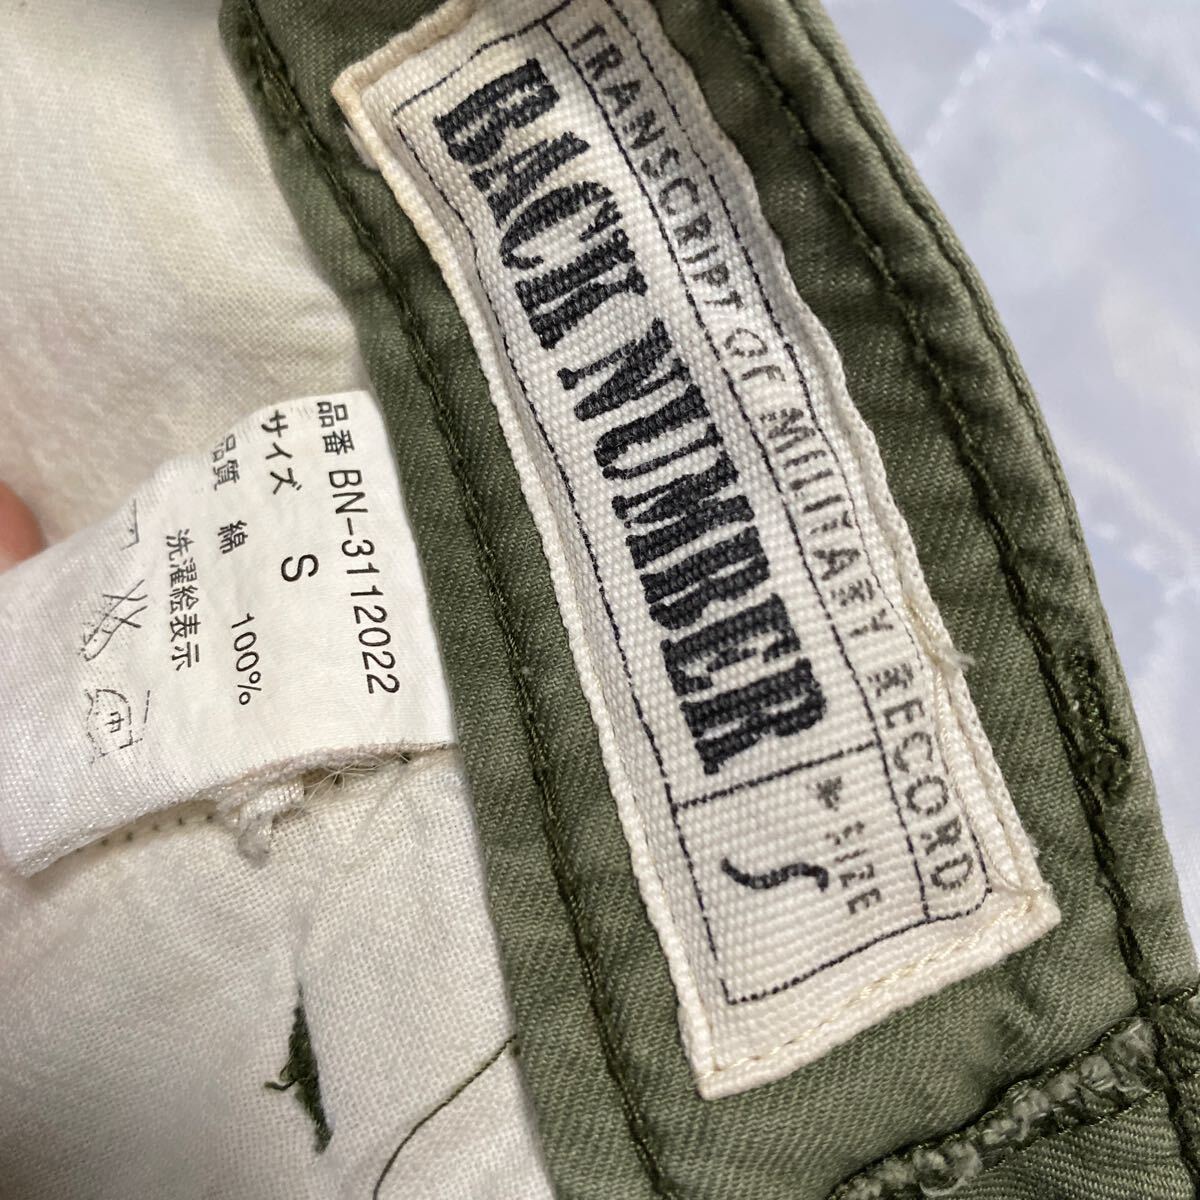 TRANSCRIPT OF MILITARY RECORD
BACK NUMBER
SIZE
S
品番 BN-3112022
サイズ S
品質 綿 100%
洗濯絵表示